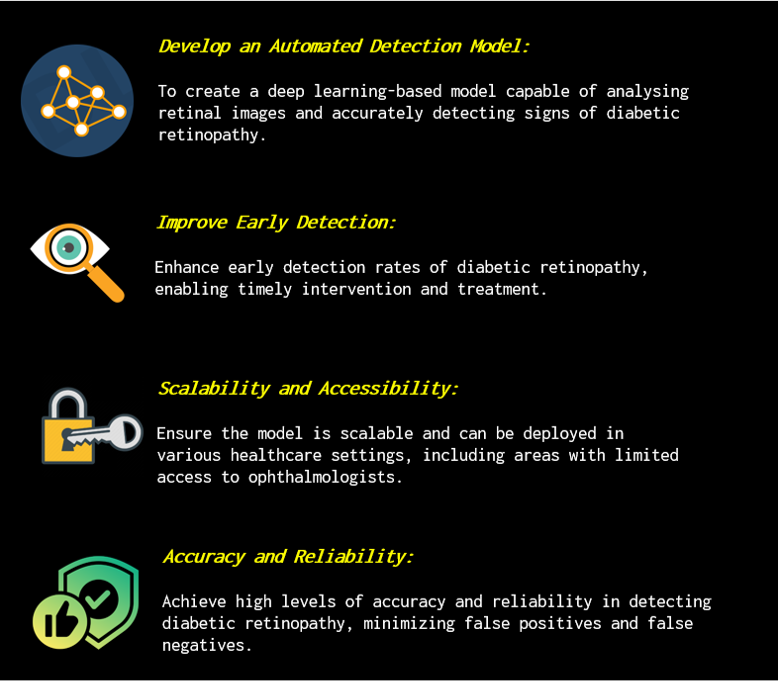 Develop an Automated Detection Model:
To create a deep learning-based model capable of analysing
retinal images and accurately detecting signs of diabetic
retinopathy.
Improve Early Detection:
Enhance early detection rates of diabetic retinopathy,
enabling timely intervention and treatment.
Scalability and Accessibility:
Ensure the model is scalable and can be deployed in
various healthcare settings, including areas with limited
access to ophthalmologists.
Accuracy and Reliability:
Achieve high levels of accuracy and reliability in detecting
diabetic retinopathy, minimizing false positives and false
negatives.